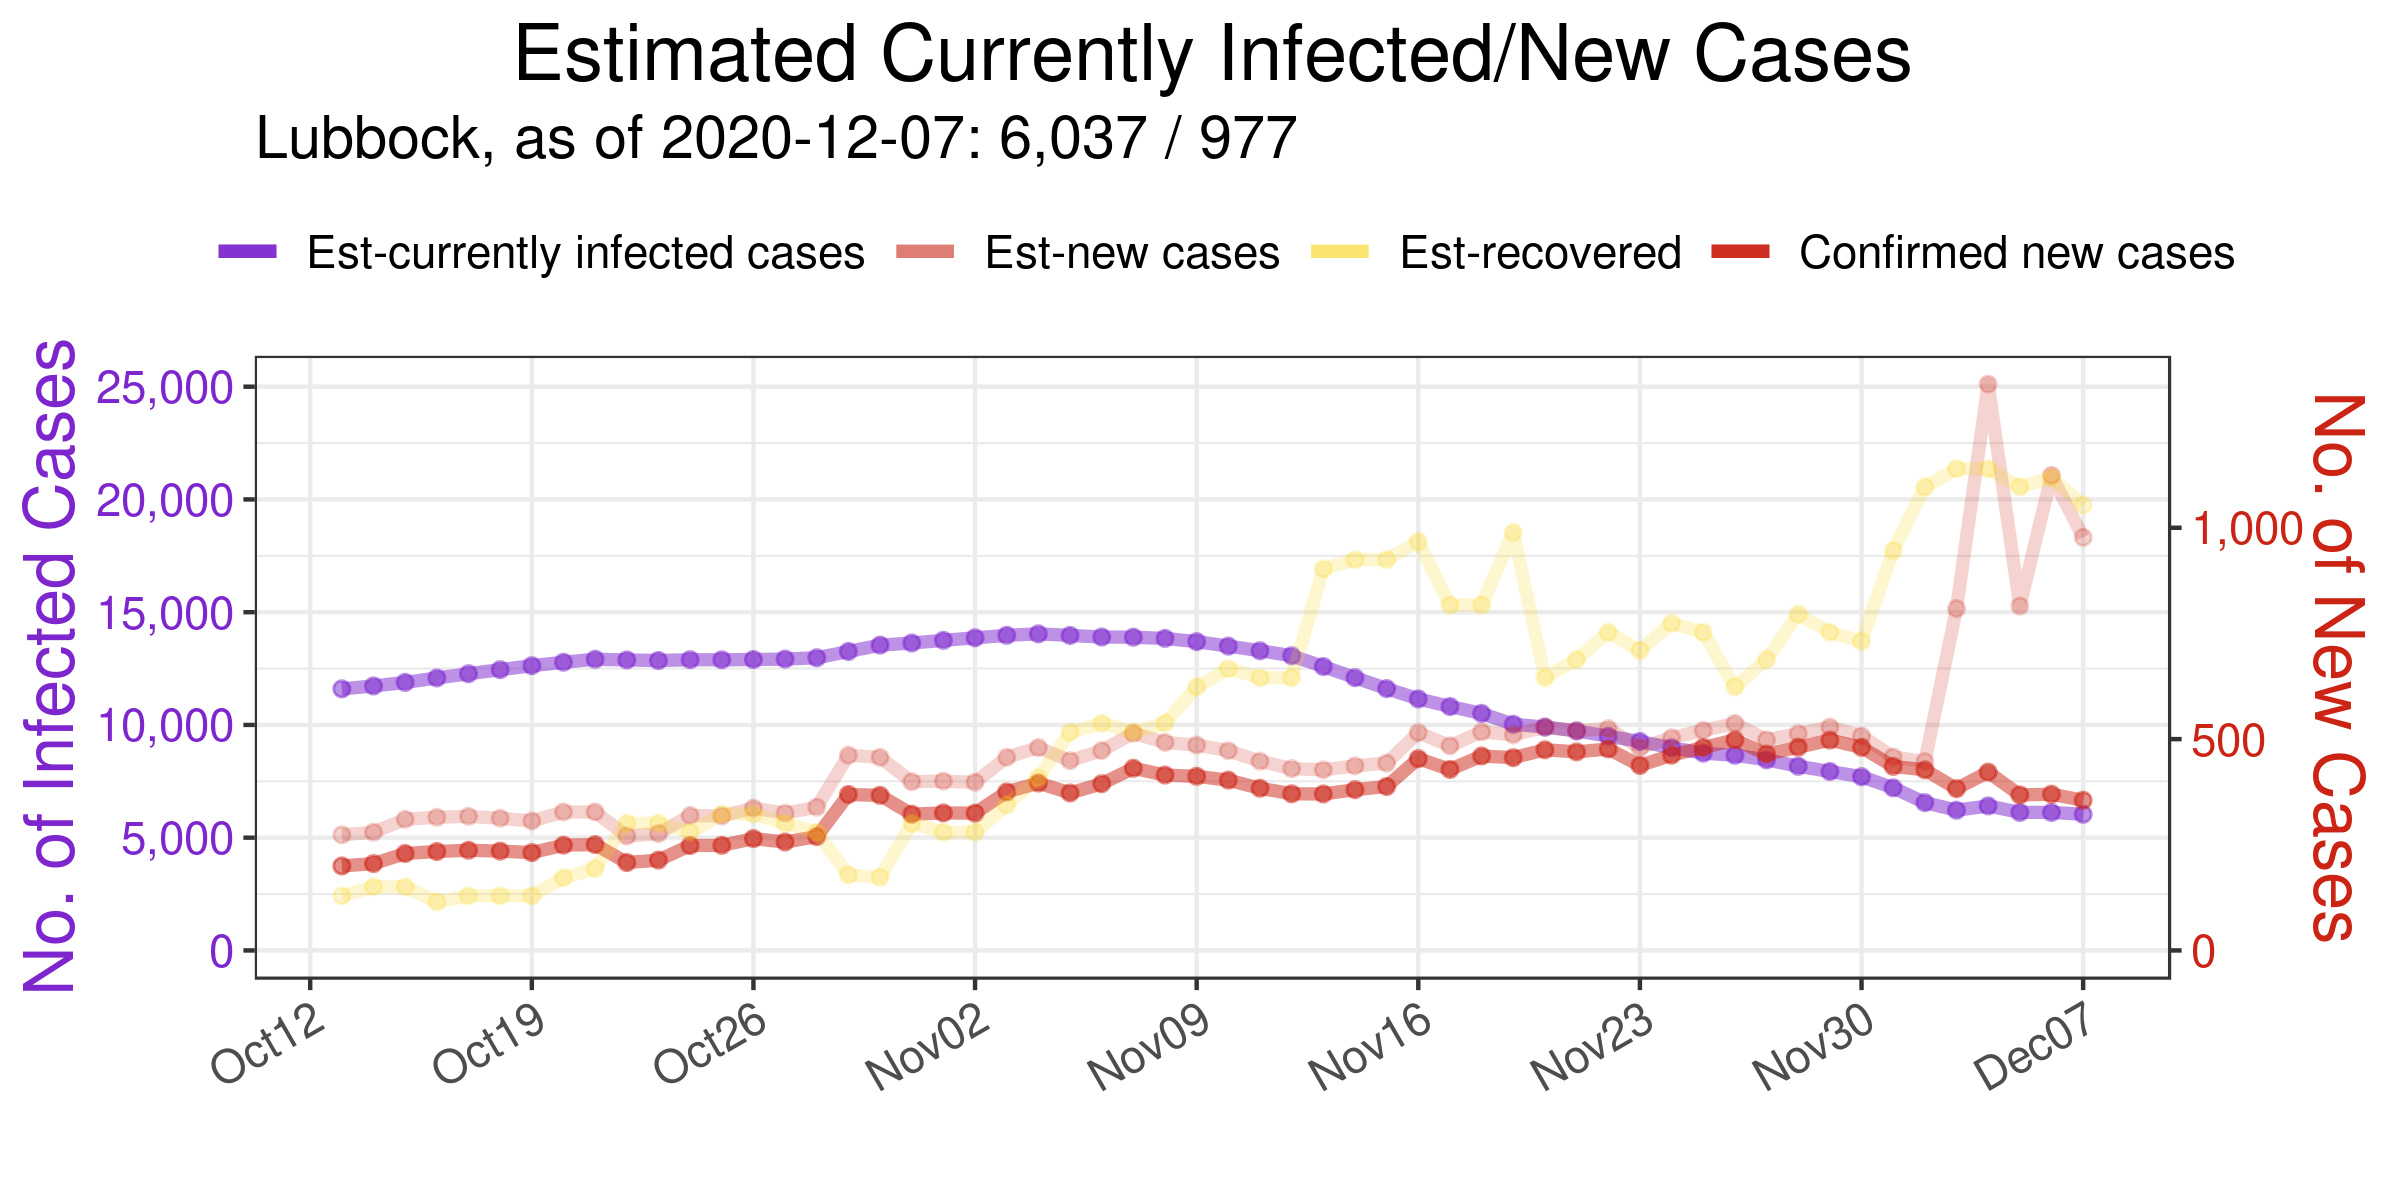 Estimated Currently Infected/New Cases
Lubbock, as of 2020-12-07: 6,037 / 977
Est-currently infected cases Est-new cases Est-recovered Confirmed new cases
No. of Infected Cases
25,000
20,000
15,000
10,000
5,000
0
1,000
500
0
No. of New Cases
Oct12 Oct19 Oct26 Nov02 Nov09 Nov16 Nov23 Nov30 Dec07